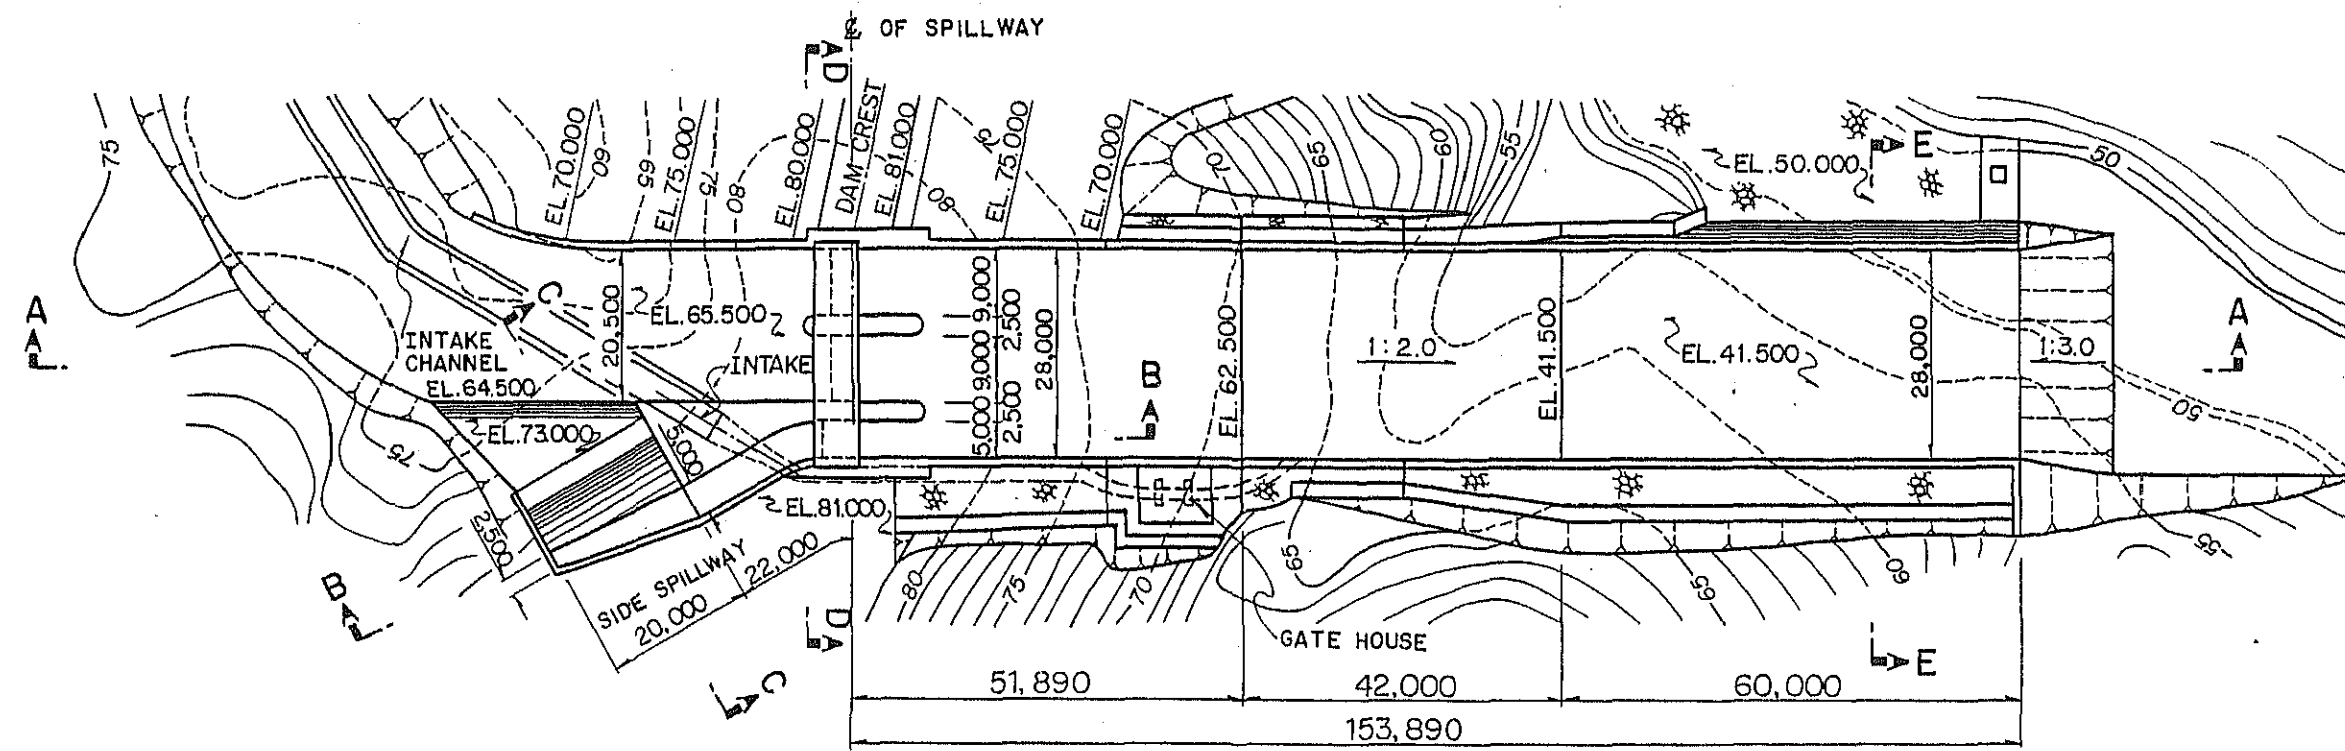 ℄ OF SPILLWAY
D
75
EL.70.000
60
65
EL.75.000
75
80
EL.80.000
DAM CREST
EL.81.000
80
75
EL.75.000
EL.70.000
70
65
60
55
EL.50.000
E
50
A
INTAKE
CHANNEL
EL.64.500
C
20,500
EL.65.500
INTAKE
5.000 9.000 9,000
2,500 2,500
28,000
B
EL.62.500
1:2.0
EL.41.500
EL.41.500
28,000
1:3.0
A
50
EL.73.000
75
5.000
2,500
EL.81.000
B
SIDE SPILLWAY
20,000
22,000
D
C
80
75
70
65
GATE HOUSE
65
60
55
E
51,890
42,000
60,000
153,890